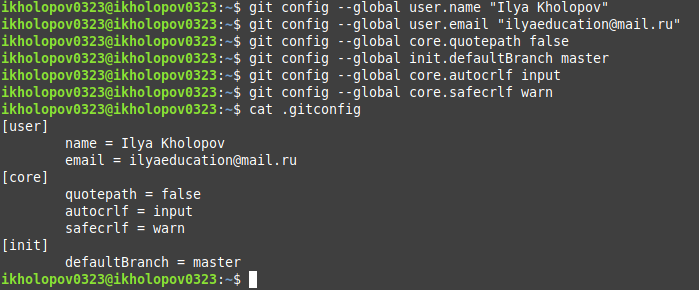 ikholopov0323@ikholopov0323:~$ git config --global user.name "Ilya Kholopov"
ikholopov0323@ikholopov0323:~$ git config --global user.email "ilyaeducation@mail.ru"
ikholopov0323@ikholopov0323:~$ git config --global core.quotepath false
ikholopov0323@ikholopov0323:~$ git config --global init.defaultBranch master
ikholopov0323@ikholopov0323:~$ git config --global core.autocrlf input
ikholopov0323@ikholopov0323:~$ git config --global core.safecrlf warn
ikholopov0323@ikholopov0323:~$ cat .gitconfig
[user]
        name = Ilya Kholopov
        email = ilyaeducation@mail.ru
[core]
        quotepath = false
        autocrlf = input
        safecrlf = warn
[init]
        defaultBranch = master
ikholopov0323@ikholopov0323:~$